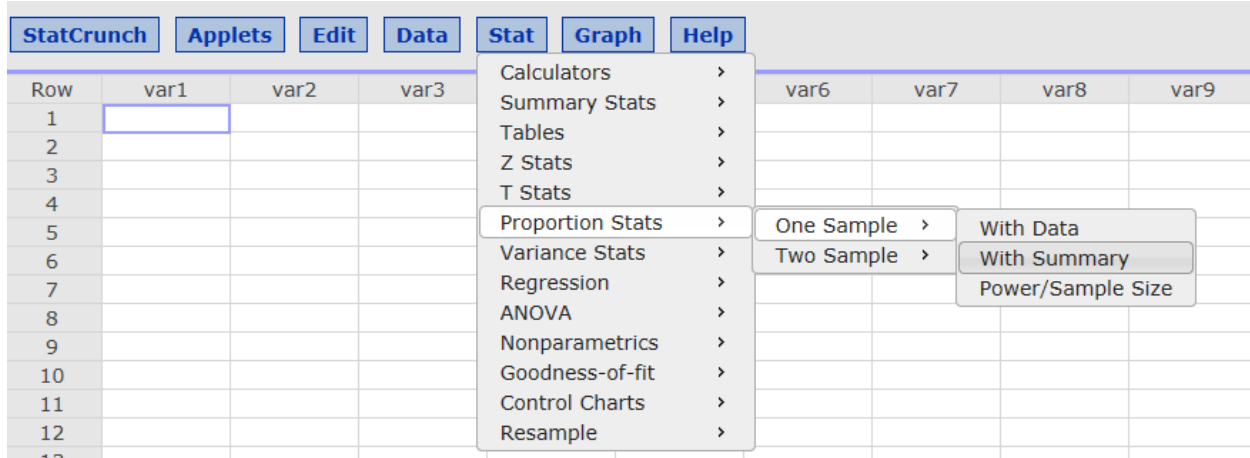 StatCrunch Applets Edit Data Stat Graph Help
Row var1 var2 var3 var6 var7 var8 var9
Calculators >
Summary Stats >
Tables >
Z Stats >
T Stats >
Proportion Stats >
Variance Stats >
Regression >
ANOVA >
Nonparametrics >
Goodness-of-fit >
Control Charts >
Resample >
One Sample >
Two Sample >
With Data
With Summary
Power/Sample Size
1
2
3
4
5
6
7
8
9
10
11
12